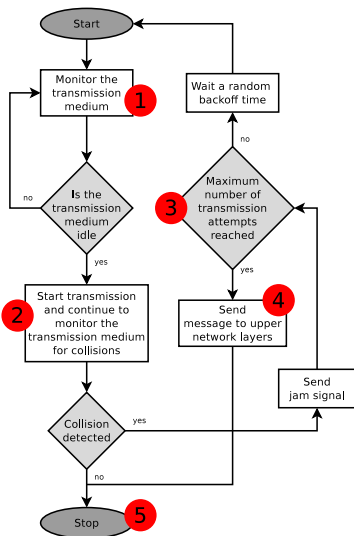 Start
Monitor the
transmission
medium
1
no
Is the
transmission
medium
idle
yes
Start transmission
and continue to
monitor the
transmission medium
for collisions
2
Collision
detected
yes
no
Stop
5
Wait a random
backoff time
no
Maximum
number of
transmission
attempts
reached
3
yes
Send
message to upper
network layers
4
Send
jam signal